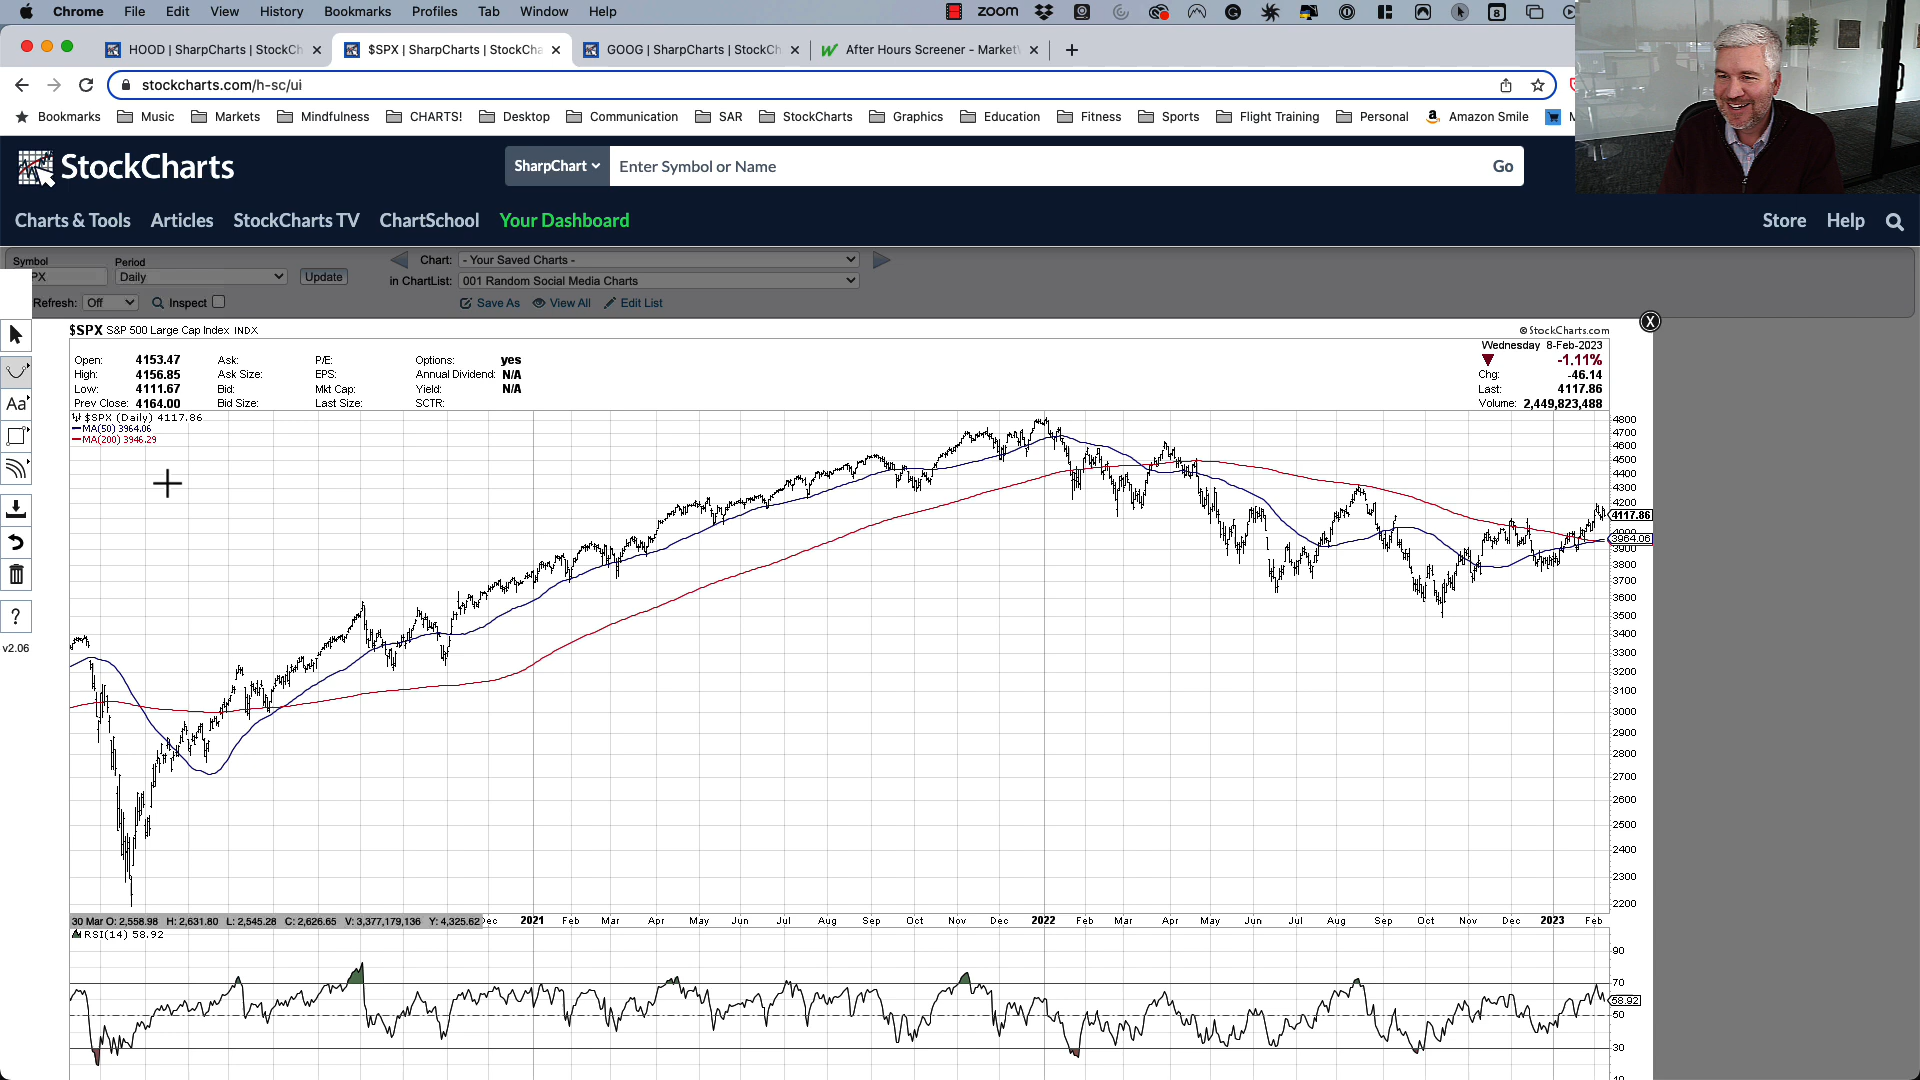 Chrome File Edit View History Bookmarks Profiles Tab Window Help zoom 8
HOOD | SharpCharts | StockCh $SPX | SharpCharts | StockCha GOOG | SharpCharts | StockCh After Hours Screener - Market
stockcharts.com/h-sc/ui
Bookmarks Music Markets Mindfulness CHARTS! Desktop Communication SAR StockCharts Graphics Education Fitness Sports Flight Training Personal Amazon Smile M
StockCharts SharpChart Enter Symbol or Name Go
Charts & Tools Articles StockCharts TV ChartSchool Your Dashboard Store Help
Symbol Period Chart: - Your Saved Charts -
PX Daily Update in ChartList: 001 Random Social Media Charts
Refresh: Off Inspect Save As View All Edit List
$SPX S&P 500 Large Cap Index INDX © StockCharts.com
X
Wednesday 8-Feb-2023
Open: 4153.47 Ask: P/E: Options: yes -1.11%
High: 4156.85 Ask Size: EPS: Annual Dividend: N/A Chg: -46.14
Low: 4111.67 Bid: Mkt Cap: Yield: N/A Last: 4117.86
Prev Close: 4164.00 Bid Size: Last Size: SCTR: Volume: 2,449,823,488
Aa
?
v2.06
$SPX (Daily) 4117.86
MA(50) 3964.06
MA(200) 3946.29
4800
4700
4600
4500
4400
4300
4200
4117.86
4000
3964.06
3900
3800
3700
3600
3500
3400
3300
3200
3100
3000
2900
2800
2700
2600
2500
2400
2300
2200
30 Mar O: 2,558.98 H: 2,631.80 L: 2,545.28 C: 2,626.65 V: 3,377,179,136 Y: 4,325.62 Dec 2021 Feb Mar Apr May Jun Jul Aug Sep Oct Nov Dec 2022 Feb Mar Apr May Jun Jul Aug Sep Oct Nov Dec 2023 Feb
RSI(14) 58.92
90
70
58.92
50
30
10